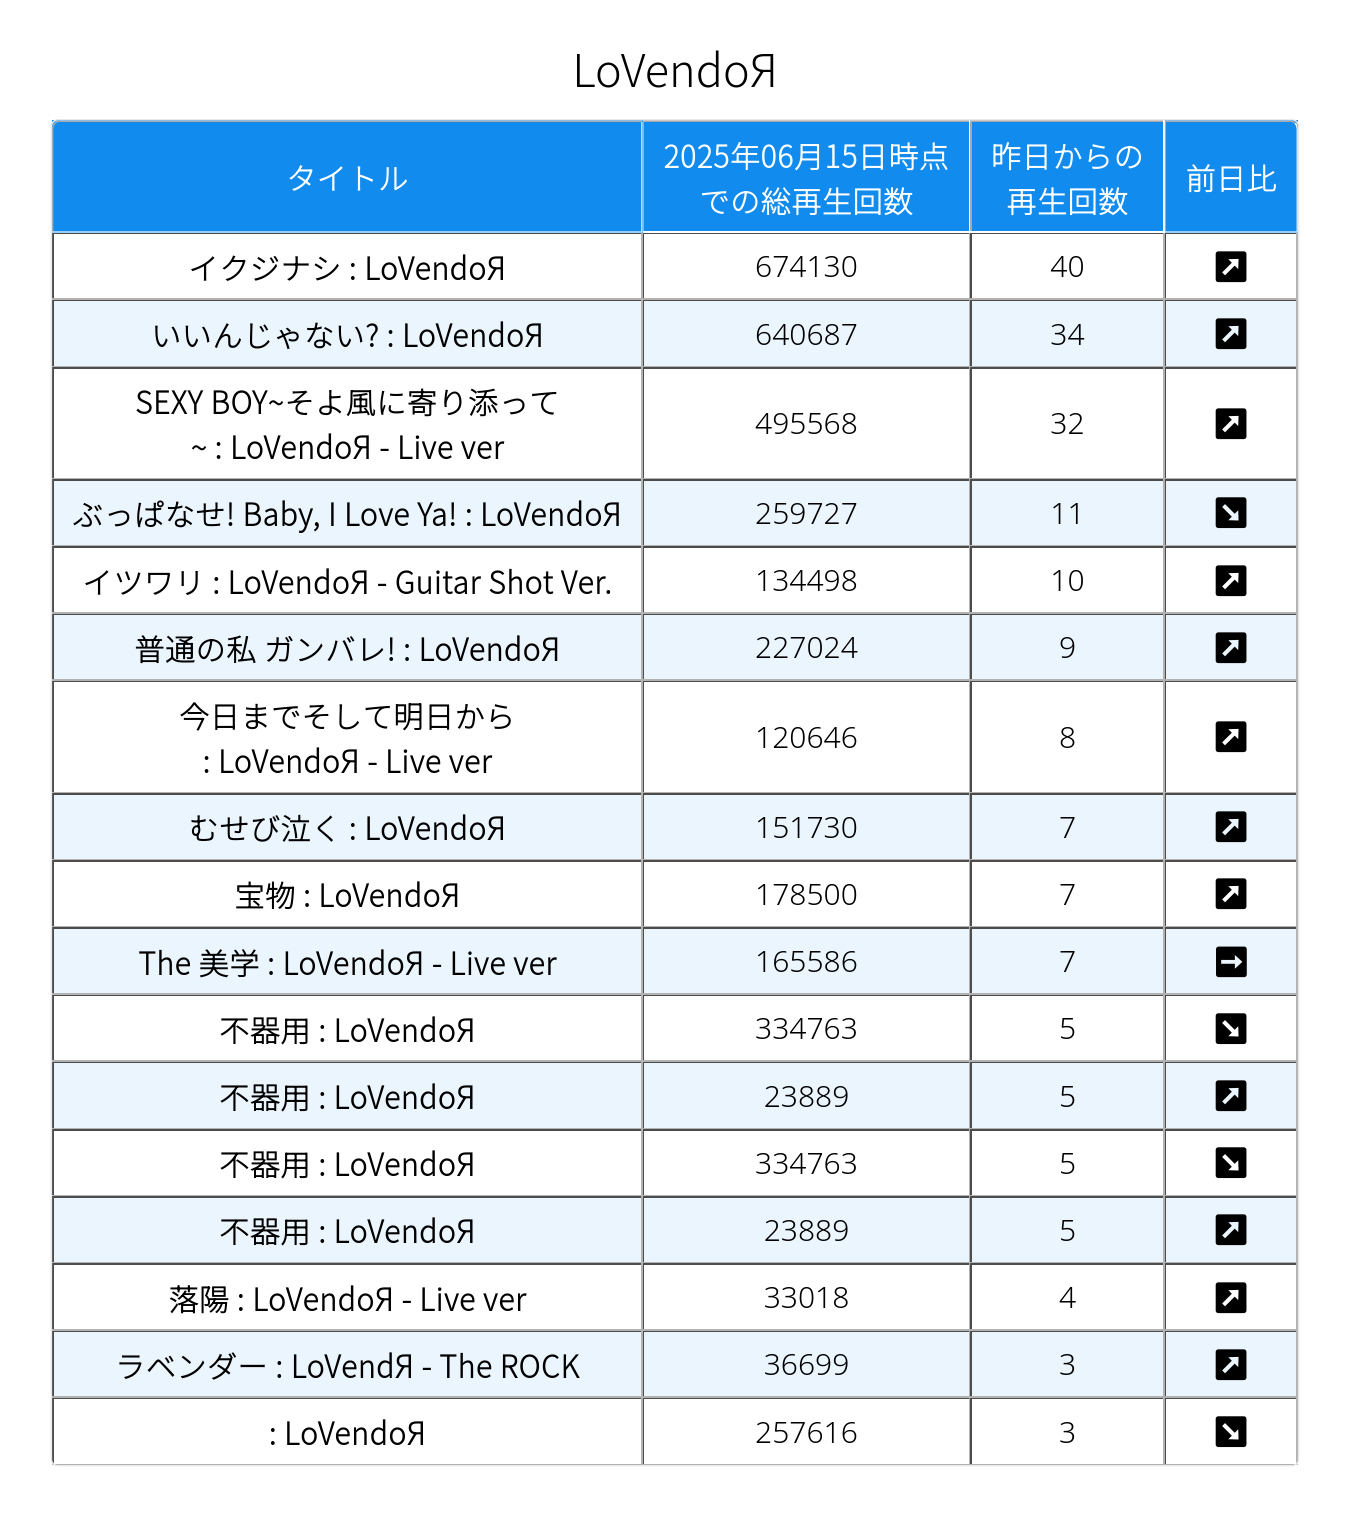 LoVendoЯ
タイトル
2025年06月15日時点
での総再生回数
昨日からの
再生回数
前日比
イクジナシ : LoVendoЯ 674130 40 ↗
いいんじゃない? : LoVendoЯ 640687 34 ↗
SEXY BOY~そよ風に寄り添って
~ : LoVendoЯ - Live ver 495568 32 ↗
ぶっぱなせ! Baby, I Love Ya! : LoVendoЯ 259727 11 ↘
イツワリ : LoVendoЯ - Guitar Shot Ver. 134498 10 ↗
普通の私 ガンバレ! : LoVendoЯ 227024 9 ↗
今日までそして明日から
: LoVendoЯ - Live ver 120646 8 ↗
むせび泣く : LoVendoЯ 151730 7 ↗
宝物 : LoVendoЯ 178500 7 ↗
The 美学 : LoVendoЯ - Live ver 165586 7 →
不器用 : LoVendoЯ 334763 5 ↘
不器用 : LoVendoЯ 23889 5 ↗
不器用 : LoVendoЯ 334763 5 ↘
不器用 : LoVendoЯ 23889 5 ↗
落陽 : LoVendoЯ - Live ver 33018 4 ↗
ラベンダー : LoVendЯ - The ROCK 36699 3 ↗
: LoVendoЯ 257616 3 ↘